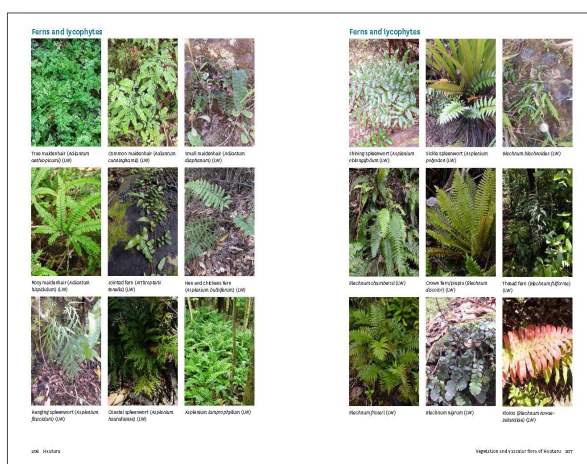 Ferns and lycophytes
True maidenhair (Adiantum
aethiopicum) (LW)
Common maidenhair (Adiantum
cunninghamii) (LW)
Small maidenhair (Adiantum
diaphanum) (LW)
Rosy maidenhair (Adiantum
hispidulum) (LW)
Jointed fern (Arthropteris
tenella) (LW)
Hen and chickens fern
(Asplenium bulbiferum) (LW)
Hanging spleenwort (Asplenium
flaccidum) (LW)
Coastal spleenwort (Asplenium
haurakiense) (LW)
Asplenium lamprophyllum (LW)
206 Hauturu
Ferns and lycophytes
Shining spleenwort (Asplenium
oblongifolium) (LW)
Sickle spleenwort (Asplenium
polyodon) (LW)
Blechnum blechnoides (LW)
Blechnum chambersii (LW)
Crown fern/piupiu (Blechnum
discolor) (LW)
Thread fern (Blechnum filiforme)
(LW)
Blechnum fraseri (LW)
Blechnum nigrum (LW)
Kiokio (Blechnum novae-
zelandiae) (LW)
Vegetation and vascular flora of Hauturu 207